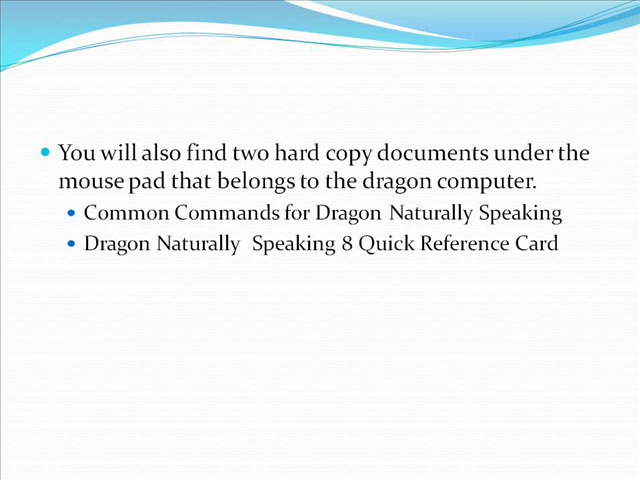 You will also find two hard copy documents under the
mouse pad that belongs to the dragon computer.
Common Commands for Dragon Naturally Speaking
Dragon Naturally Speaking 8 Quick Reference Card